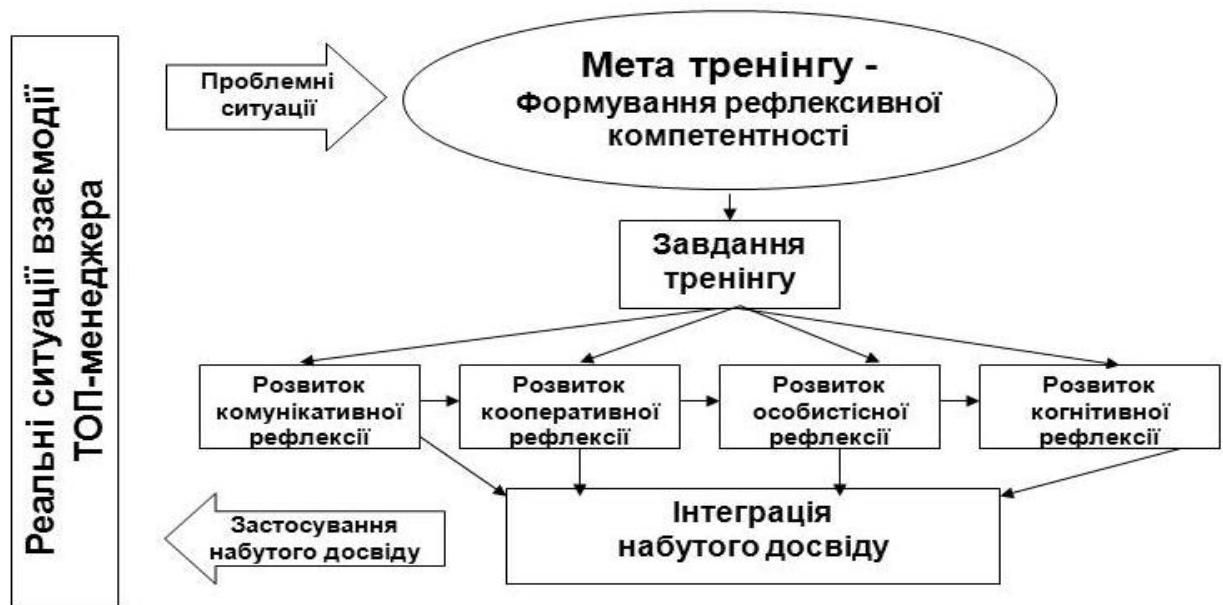 Реальні ситуації взаємодії
ТОП-менеджера
Проблемні
ситуації
Мета тренінгу -
Формування рефлексивної
компетентності
Завдання
тренінгу
Розвиток
комунікативної
рефлексії
Розвиток
кооперативної
рефлексії
Розвиток
особистісної
рефлексії
Розвиток
когнітивної
рефлексії
Застосування
набутого досвіду
Інтеграція
набутого досвіду